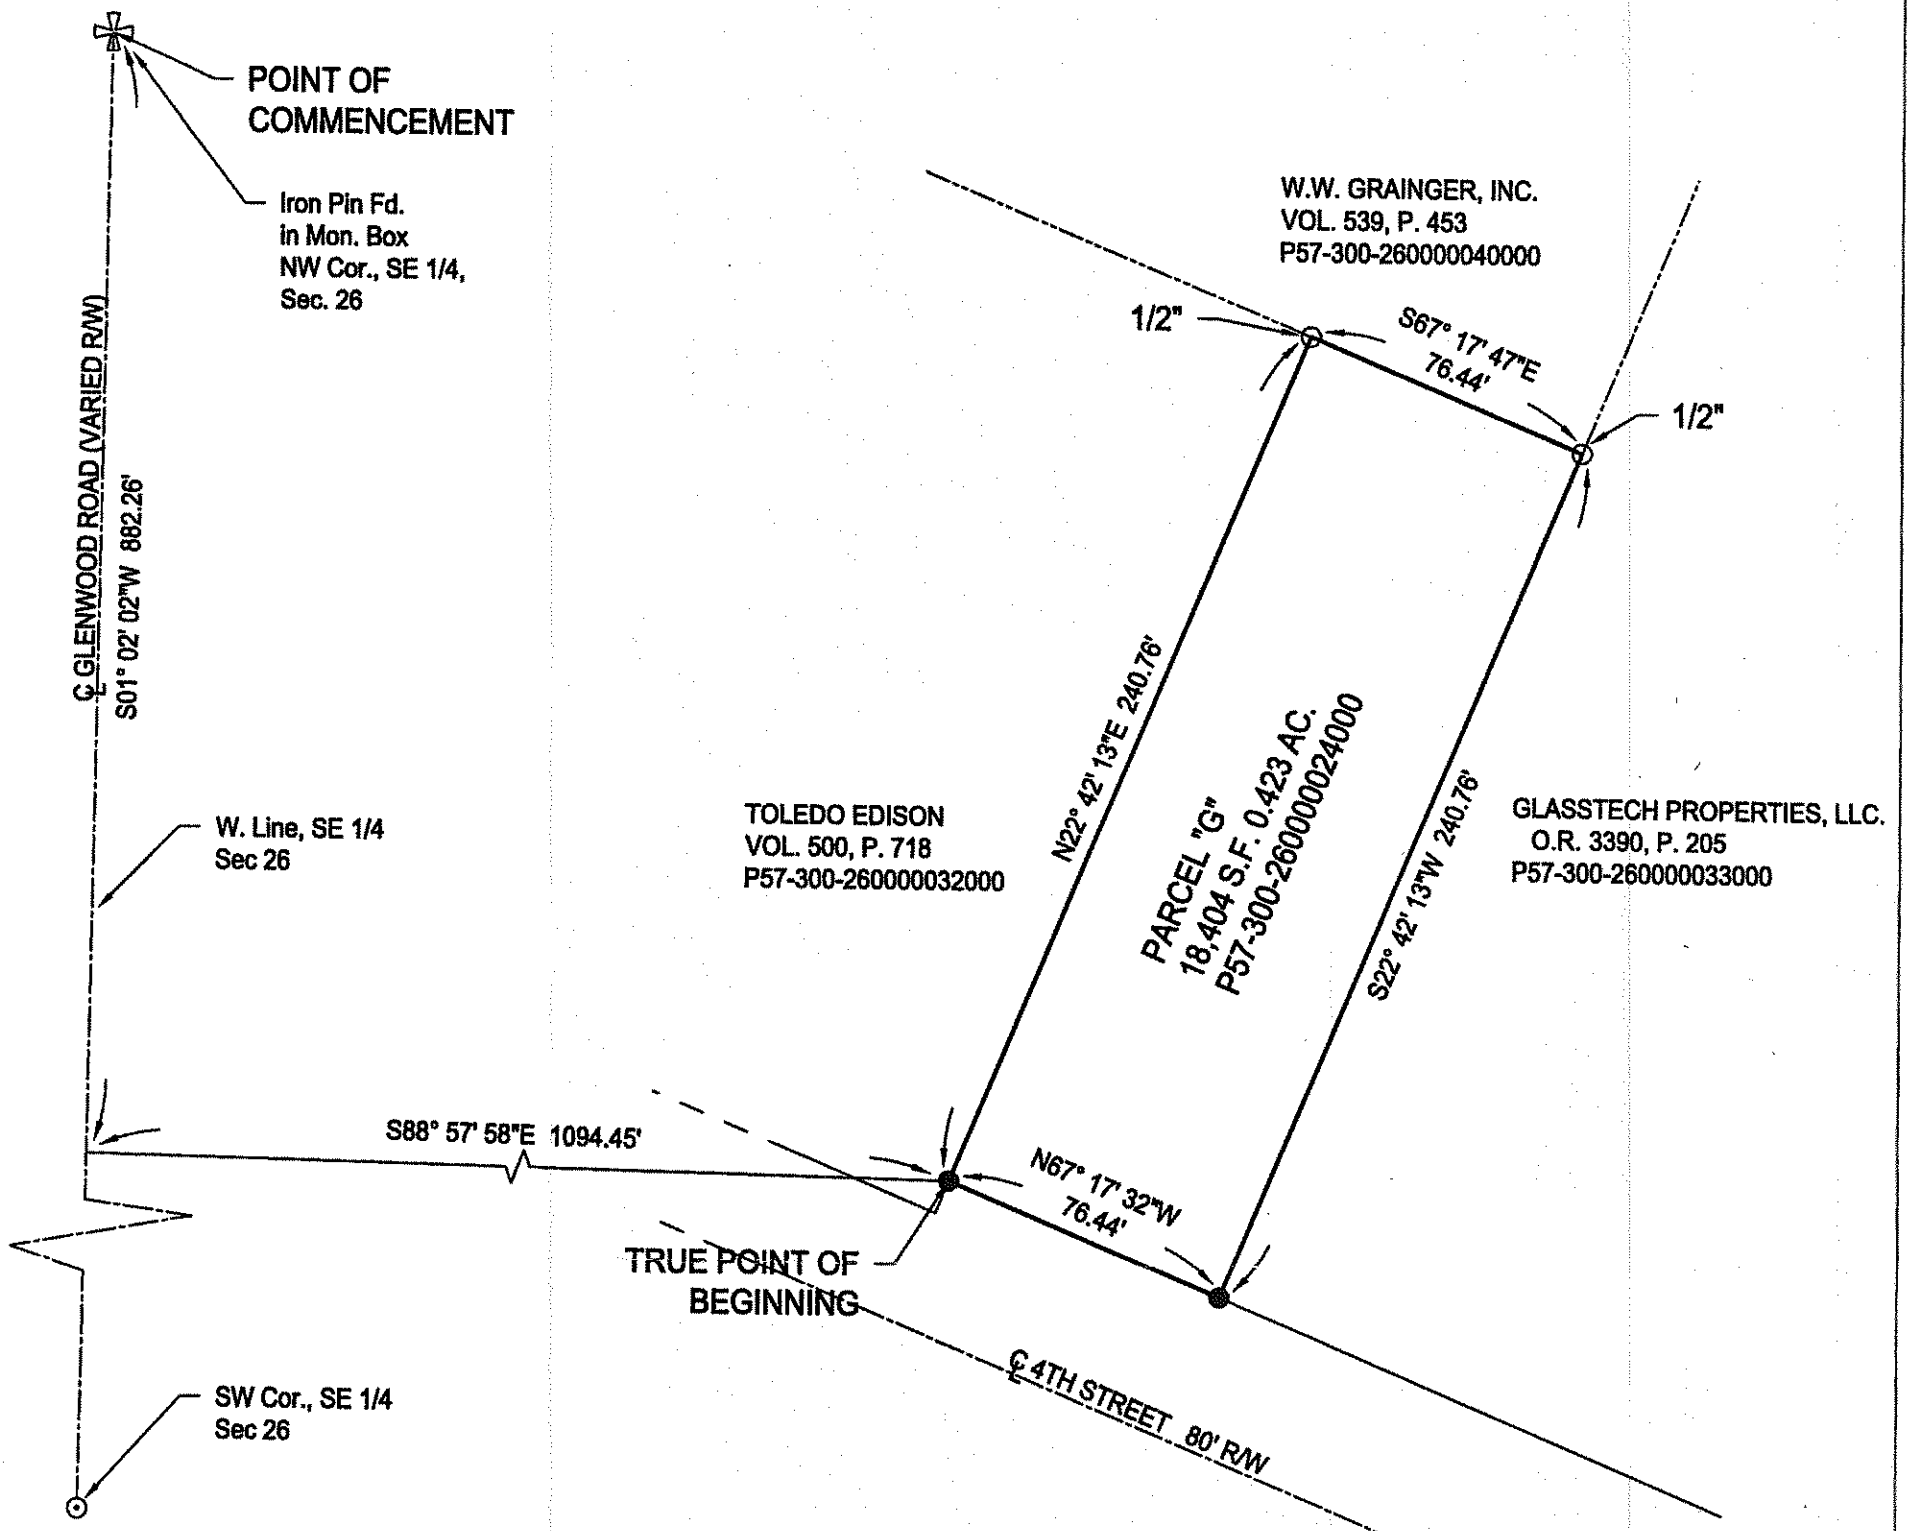 POINT OF
COMMENCEMENT
Iron Pin Fd.
in Mon. Box
NW Cor., SE 1/4,
Sec. 26
W.W. GRAINGER, INC.
VOL. 539, P. 453
P57-300-260000040000
1/2"
S67° 17' 47"E
76.44'
1/2"
℄ GLENWOOD ROAD (VARIED R/W)
S01° 02' 02"W 882.26'
N22° 42' 13"E 240.76'
PARCEL "G"
18,404 S.F. 0.423 AC.
P57-300-260000024000
S22° 42' 13"W 240.76'
W. Line, SE 1/4
Sec 26
TOLEDO EDISON
VOL. 500, P. 718
P57-300-260000032000
GLASSTECH PROPERTIES, LLC.
O.R. 3390, P. 205
P57-300-260000033000
S88° 57' 58"E 1094.45'
N67° 17' 32"W
76.44'
TRUE POINT OF
BEGINNING
℄ 4TH STREET 80' R/W
SW Cor., SE 1/4
Sec 26